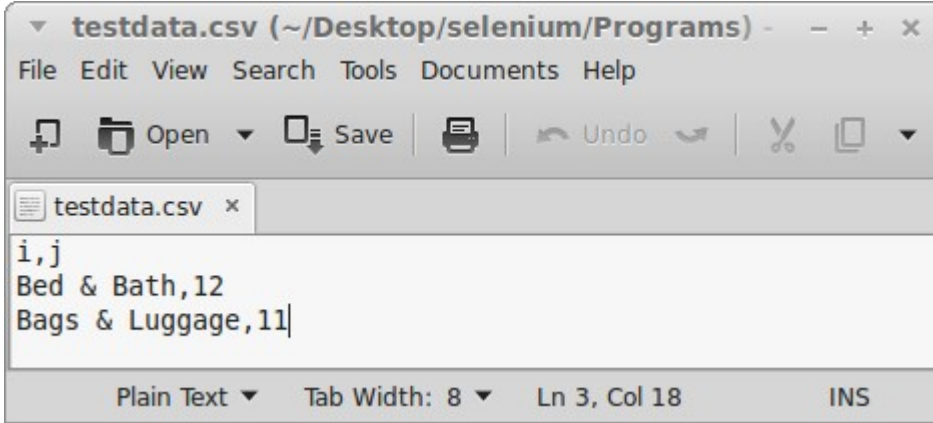 testdata.csv (~/Desktop/selenium/Programs) -
File Edit View Search Tools Documents Help
Open Save Undo
testdata.csv
i,j
Bed & Bath,12
Bags & Luggage,11
Plain Text Tab Width: 8 Ln 3, Col 18 INS